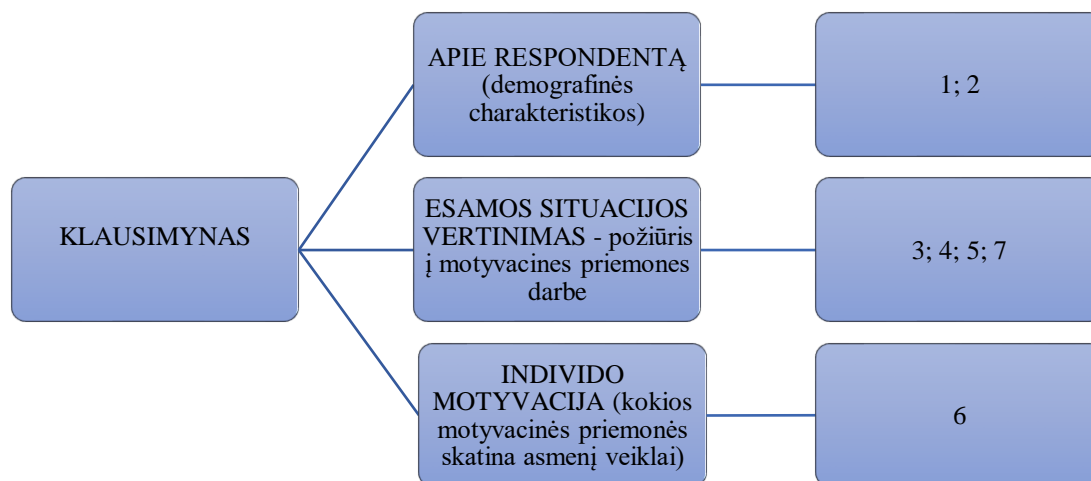 APIE RESPONDENTĄ
(demografinės
charakteristikos)
1; 2
KLAUSIMYNAS
ESAMOS SITUACIJOS
VERTINIMAS - požiūris
į motyvacines priemones
darbe
3; 4; 5; 7
INDIVIDO
MOTYVACIJA (kokios
motyvacinės priemonės
skatina asmenį veiklai)
6